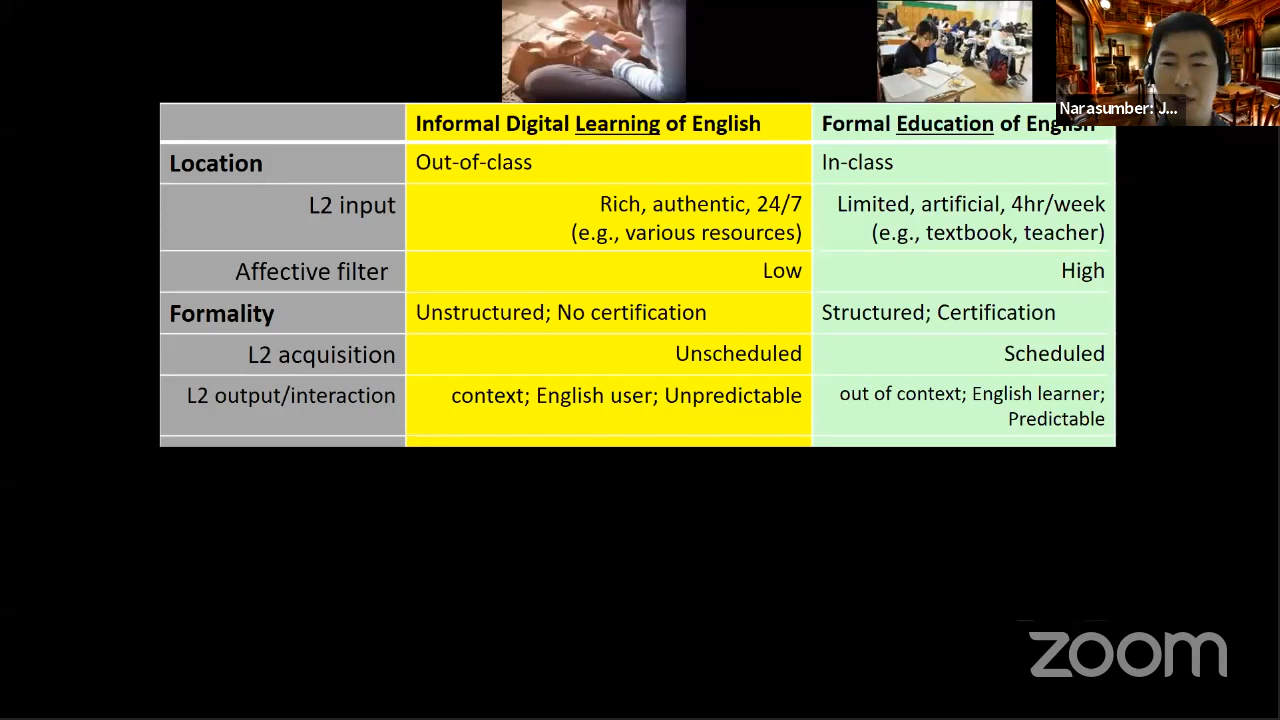 Narasumber: J...
Informal Digital Learning of English
Formal Education of English
Location
Out-of-class
In-class
L2 input
Rich, authentic, 24/7
(e.g., various resources)
Limited, artificial, 4hr/week
(e.g., textbook, teacher)
Affective filter
Low
High
Formality
Unstructured; No certification
Structured; Certification
L2 acquisition
Unscheduled
Scheduled
L2 output/interaction
context; English user; Unpredictable
out of context; English learner;
Predictable
zoom